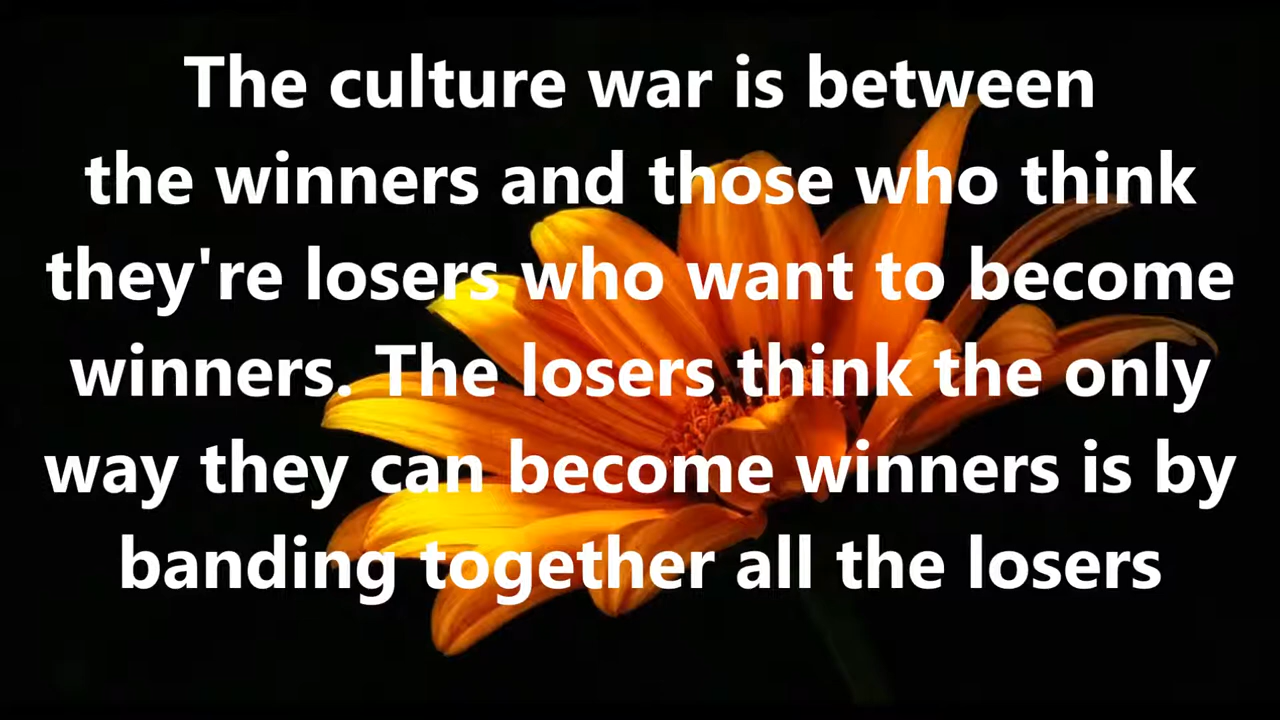 The culture war is between
the winners and those who think
they're losers who want to become
winners. The losers think the only
way they can become winners is by
banding together all the losers